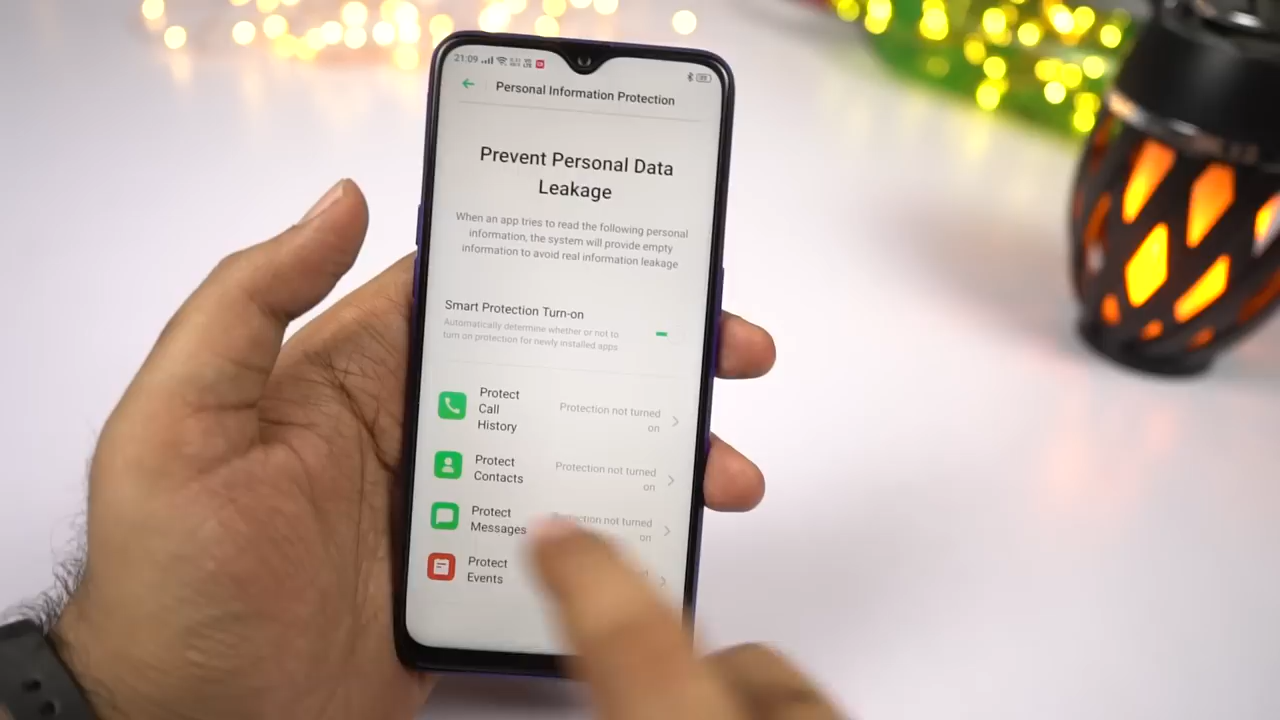 21:09
Personal Information Protection
Prevent Personal Data
Leakage
When an app tries to read the following personal
information, the system will provide empty
information to avoid real information leakage
Smart Protection Turn-on
Automatically determine whether or not to
turn on protection for newly installed apps
Protect
Call
History
Protection not turned
on
Protect
Contacts
Protection not turned
on
Protect
Messages
Protection not turned
on
Protect
Events